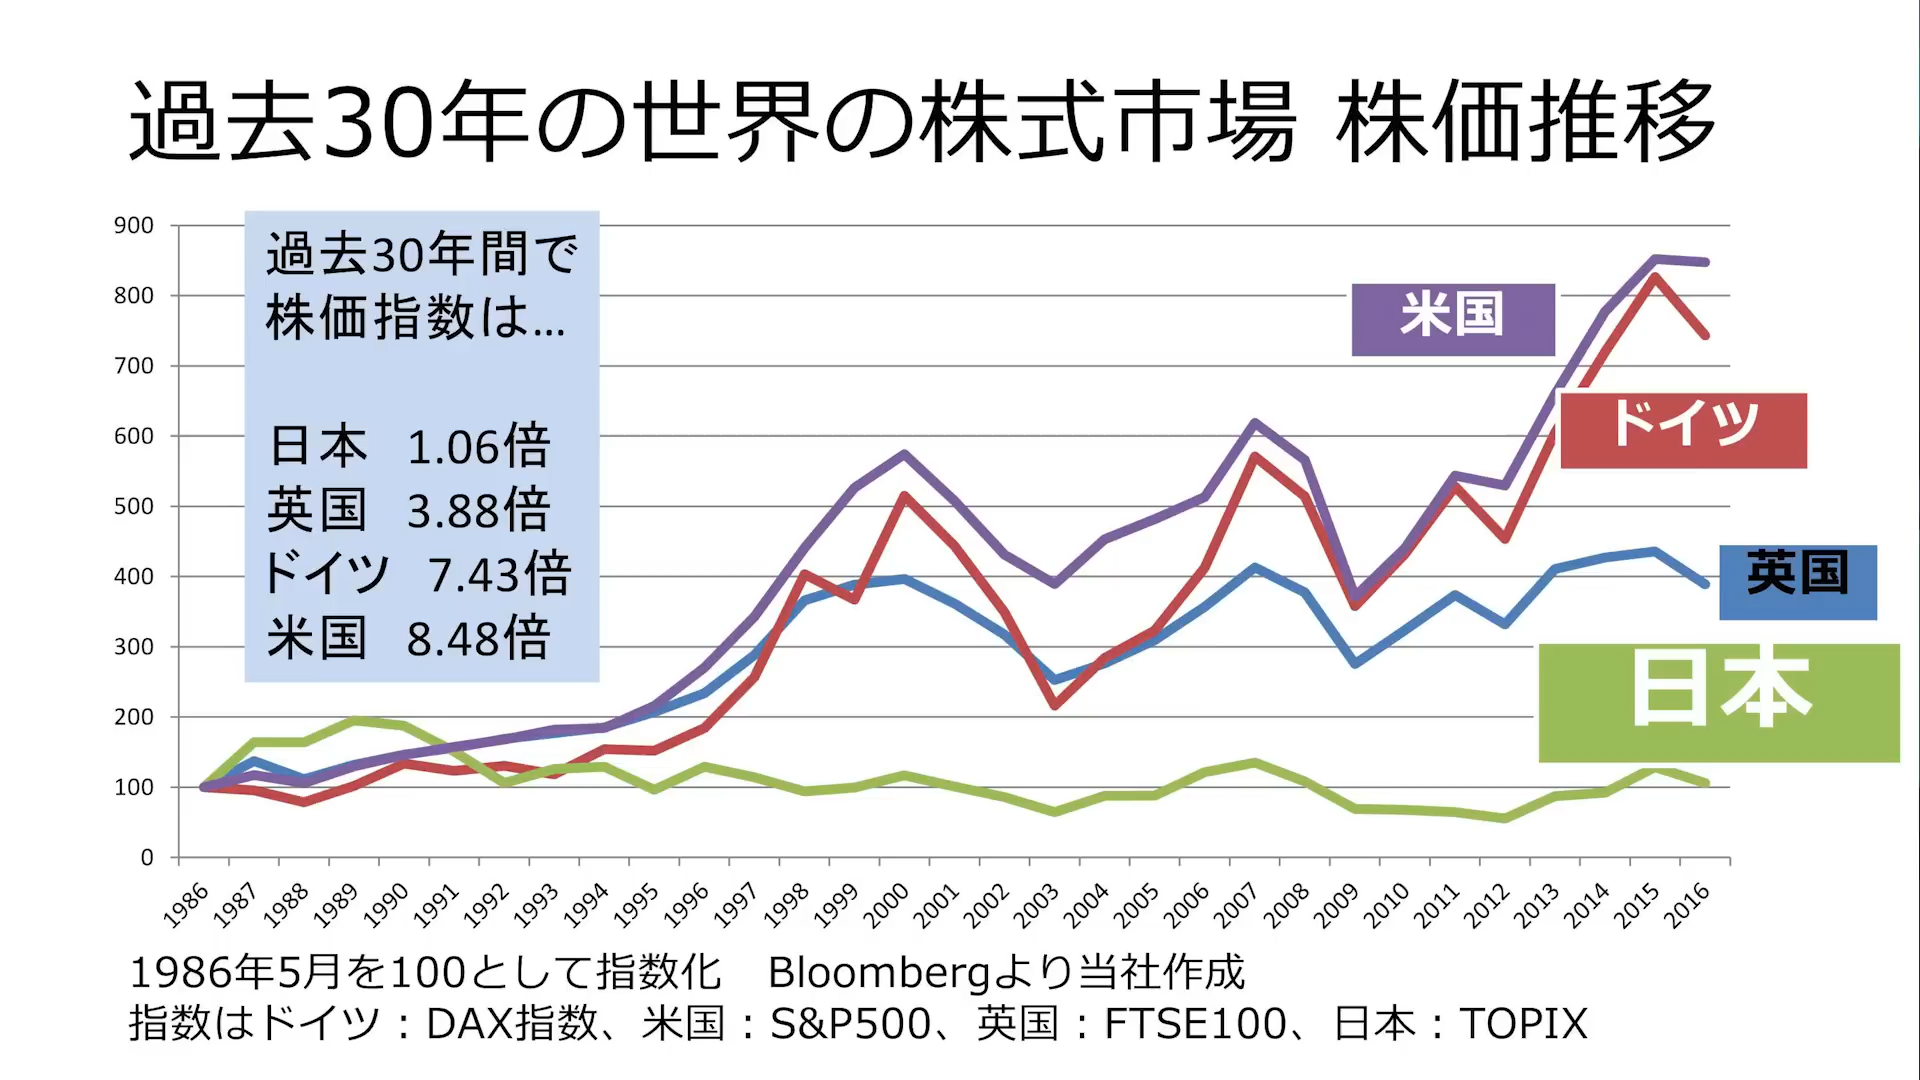 過去30年の世界の株式市場 株価推移
過去30年間で
株価指数は...
日本 1.06倍
英国 3.88倍
ドイツ 7.43倍
米国 8.48倍
900
800
700
600
500
400
300
200
100
0
米国
ドイツ
英国
日本
1986 1987 1988 1989 1990 1991 1992 1993 1994 1995 1996 1997 1998 1999 2000 2001 2002 2003 2004 2005 2006 2007 2008 2009 2010 2011 2012 2013 2014 2015 2016
1986年5月を100として指数化 Bloombergより当社作成
指数はドイツ：DAX指数、米国：S&P500、英国：FTSE100、日本：TOPIX